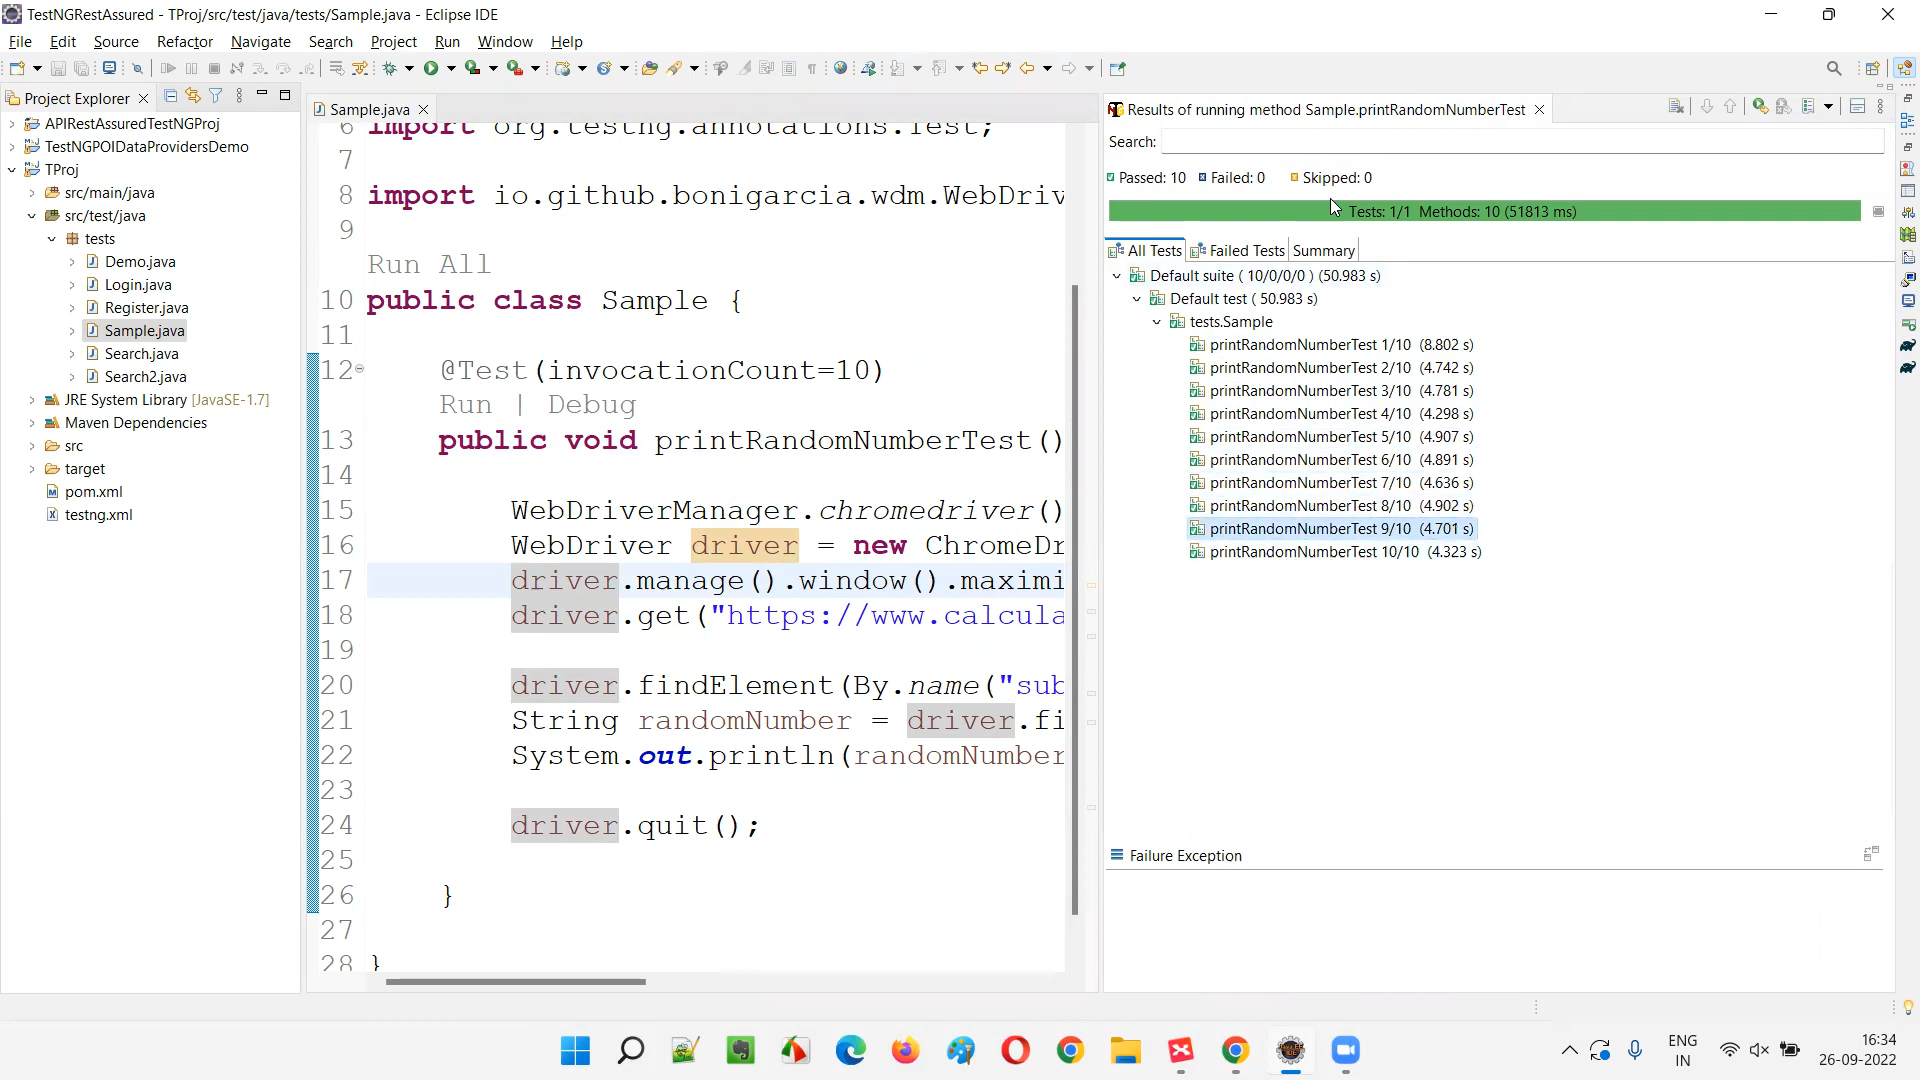 TestNGRestAssured - TProj/src/test/java/tests/Sample.java - Eclipse IDE
File Edit Source Refactor Navigate Search Project Run Window Help
Project Explorer
APIRestAssuredTestNGProj
TestNGPOIDataProvidersDemo
TProj
src/main/java
src/test/java
tests
Demo.java
Login.java
Register.java
Sample.java
Search.java
Search2.java
JRE System Library [JavaSE-1.7]
Maven Dependencies
src
target
pom.xml
testng.xml
Sample.java
6 import org.testng.annotations.Test;
7
8 import io.github.bonigarcia.wdm.WebDriv
9
Run All
10 public class Sample {
11
12 @Test(invocationCount=10)
Run | Debug
13 public void printRandomNumberTest()
14
15 WebDriverManager.chromedriver()
16 WebDriver driver = new ChromeDr
17 driver.manage().window().maximi
18 driver.get("https://www.calcula
19
20 driver.findElement(By.name("sub
21 String randomNumber = driver.fi
22 System.out.println(randomNumber
23
24 driver.quit();
25
26 }
27
28 }
Results of running method Sample.printRandomNumberTest
Search:
Passed: 10 Failed: 0 Skipped: 0
Tests: 1/1 Methods: 10 (51813 ms)
All Tests Failed Tests Summary
Default suite ( 10/0/0/0 ) (50.983 s)
Default test ( 50.983 s)
tests.Sample
printRandomNumberTest 1/10 (8.802 s)
printRandomNumberTest 2/10 (4.742 s)
printRandomNumberTest 3/10 (4.781 s)
printRandomNumberTest 4/10 (4.298 s)
printRandomNumberTest 5/10 (4.907 s)
printRandomNumberTest 6/10 (4.891 s)
printRandomNumberTest 7/10 (4.636 s)
printRandomNumberTest 8/10 (4.902 s)
printRandomNumberTest 9/10 (4.701 s)
printRandomNumberTest 10/10 (4.323 s)
Failure Exception
ENG
IN
16:34
26-09-2022